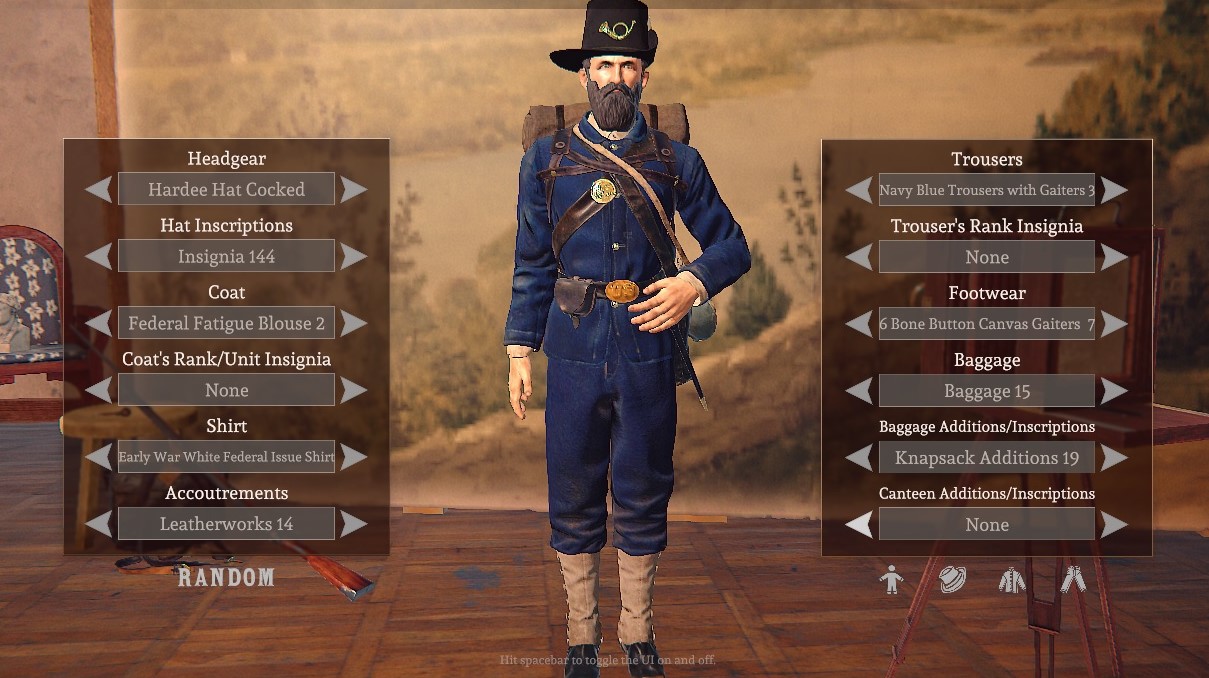 Headgear
Hardee Hat Cocked
Hat Inscriptions
Insignia 144
Coat
Federal Fatigue Blouse 2
Coat's Rank/Unit Insignia
None
Shirt
Early War White Federal Issue Shirt
Accoutrements
Leatherworks 14
RANDOM
Trousers
Navy Blue Trousers with Gaiters 3
Trouser's Rank Insignia
None
Footwear
6 Bone Button Canvas Gaiters 7
Baggage
Baggage 15
Baggage Additions/Inscriptions
Knapsack Additions 19
Canteen Additions/Inscriptions
None
Hit spacebar to toggle the UI on and off.